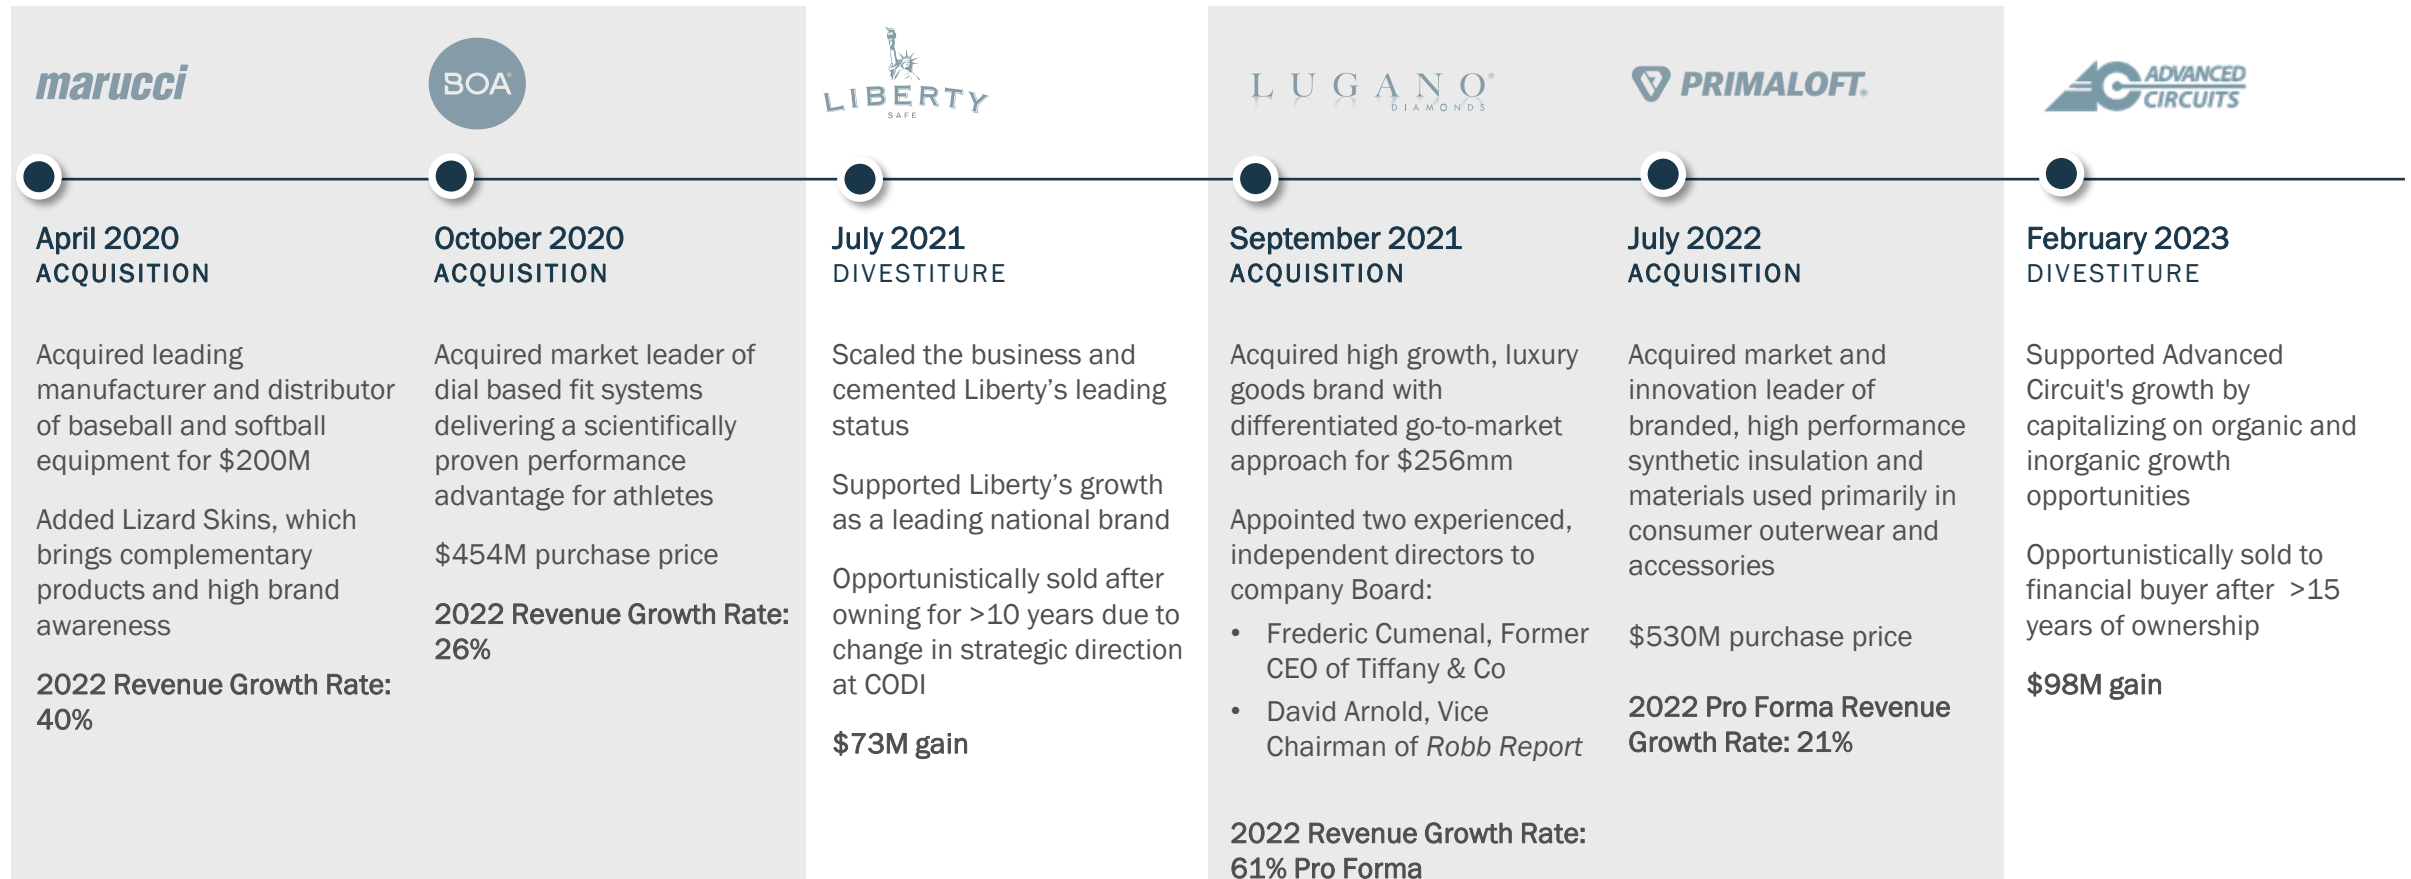 marucci
April 2020
ACQUISITION
Acquired leading
manufacturer and distributor
of baseball and softball
equipment for $200M
Added Lizard Skins, which
brings complementary
products and high brand
awareness
2022 Revenue Growth Rate:
40%
BOA®
October 2020
ACQUISITION
Acquired market leader of
dial based fit systems
delivering a scientifically
proven performance
advantage for athletes
$454M purchase price
2022 Revenue Growth Rate:
26%
LIBERTY
SAFE
July 2021
DIVESTITURE
Scaled the business and
cemented Liberty’s leading
status
Supported Liberty’s growth
as a leading national brand
Opportunistically sold after
owning for >10 years due to
change in strategic direction
at CODI
$73M gain
LUGANO®
DIAMONDS
September 2021
ACQUISITION
Acquired high growth, luxury
goods brand with
differentiated go-to-market
approach for $256mm
Appointed two experienced,
independent directors to
company Board:
• Frederic Cumenal, Former
CEO of Tiffany & Co
• David Arnold, Vice
Chairman of Robb Report
2022 Revenue Growth Rate:
61% Pro Forma
PRIMALOFT®
July 2022
ACQUISITION
Acquired market and
innovation leader of
branded, high performance
synthetic insulation and
materials used primarily in
consumer outerwear and
accessories
$530M purchase price
2022 Pro Forma Revenue
Growth Rate: 21%
ADVANCED
CIRCUITS
February 2023
DIVESTITURE
Supported Advanced
Circuit's growth by
capitalizing on organic and
inorganic growth
opportunities
Opportunistically sold to
financial buyer after >15
years of ownership
$98M gain